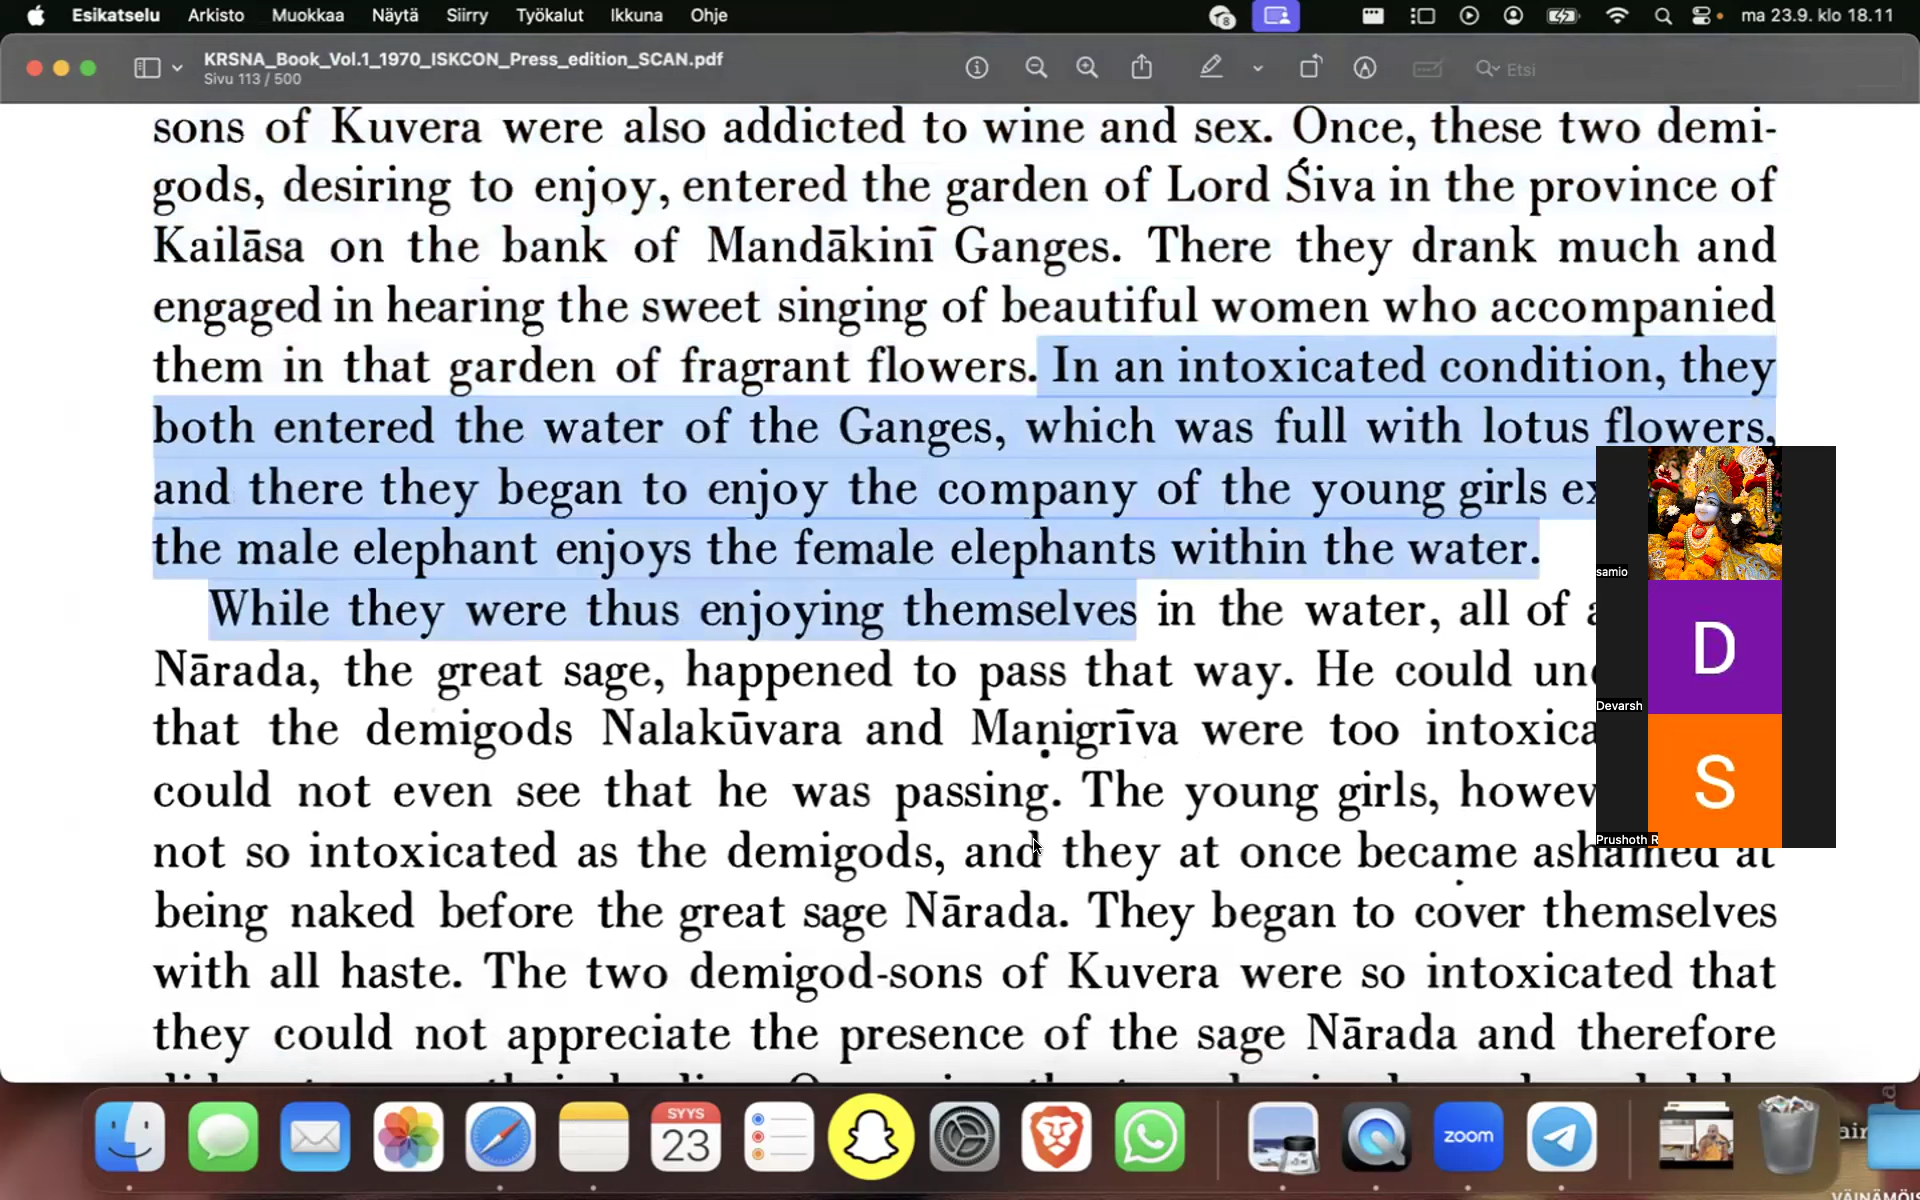 Esikatselu Arkisto Muokkaa Näytä Siirry Työkalut Ikkuna Ohje 8 ma 23.9. klo 18.11
KRSNA_Book_Vol.1_1970_ISKCON_Press_edition_SCAN.pdf
Sivu 113 / 500
Etsi
sons of Kuvera were also addicted to wine and sex. Once, these two demi-
gods, desiring to enjoy, entered the garden of Lord Śiva in the province of
Kailāsa on the bank of Mandākinī Ganges. There they drank much and
engaged in hearing the sweet singing of beautiful women who accompanied
them in that garden of fragrant flowers. In an intoxicated condition, they
both entered the water of the Ganges, which was full with lotus flowers,
and there they began to enjoy the company of the young girls ex
the male elephant enjoys the female elephants within the water.
While they were thus enjoying themselves in the water, all of a
Nārada, the great sage, happened to pass that way. He could und
that the demigods Nalakūvara and Maṇigrīva were too intoxica
could not even see that he was passing. The young girls, howev
not so intoxicated as the demigods, and they at once became ashamed at
being naked before the great sage Nārada. They began to cover themselves
with all haste. The two demigod-sons of Kuvera were so intoxicated that
they could not appreciate the presence of the sage Nārada and therefore
samio
D
Devarsh
S
Prushoth R
SYYS
23
zoom